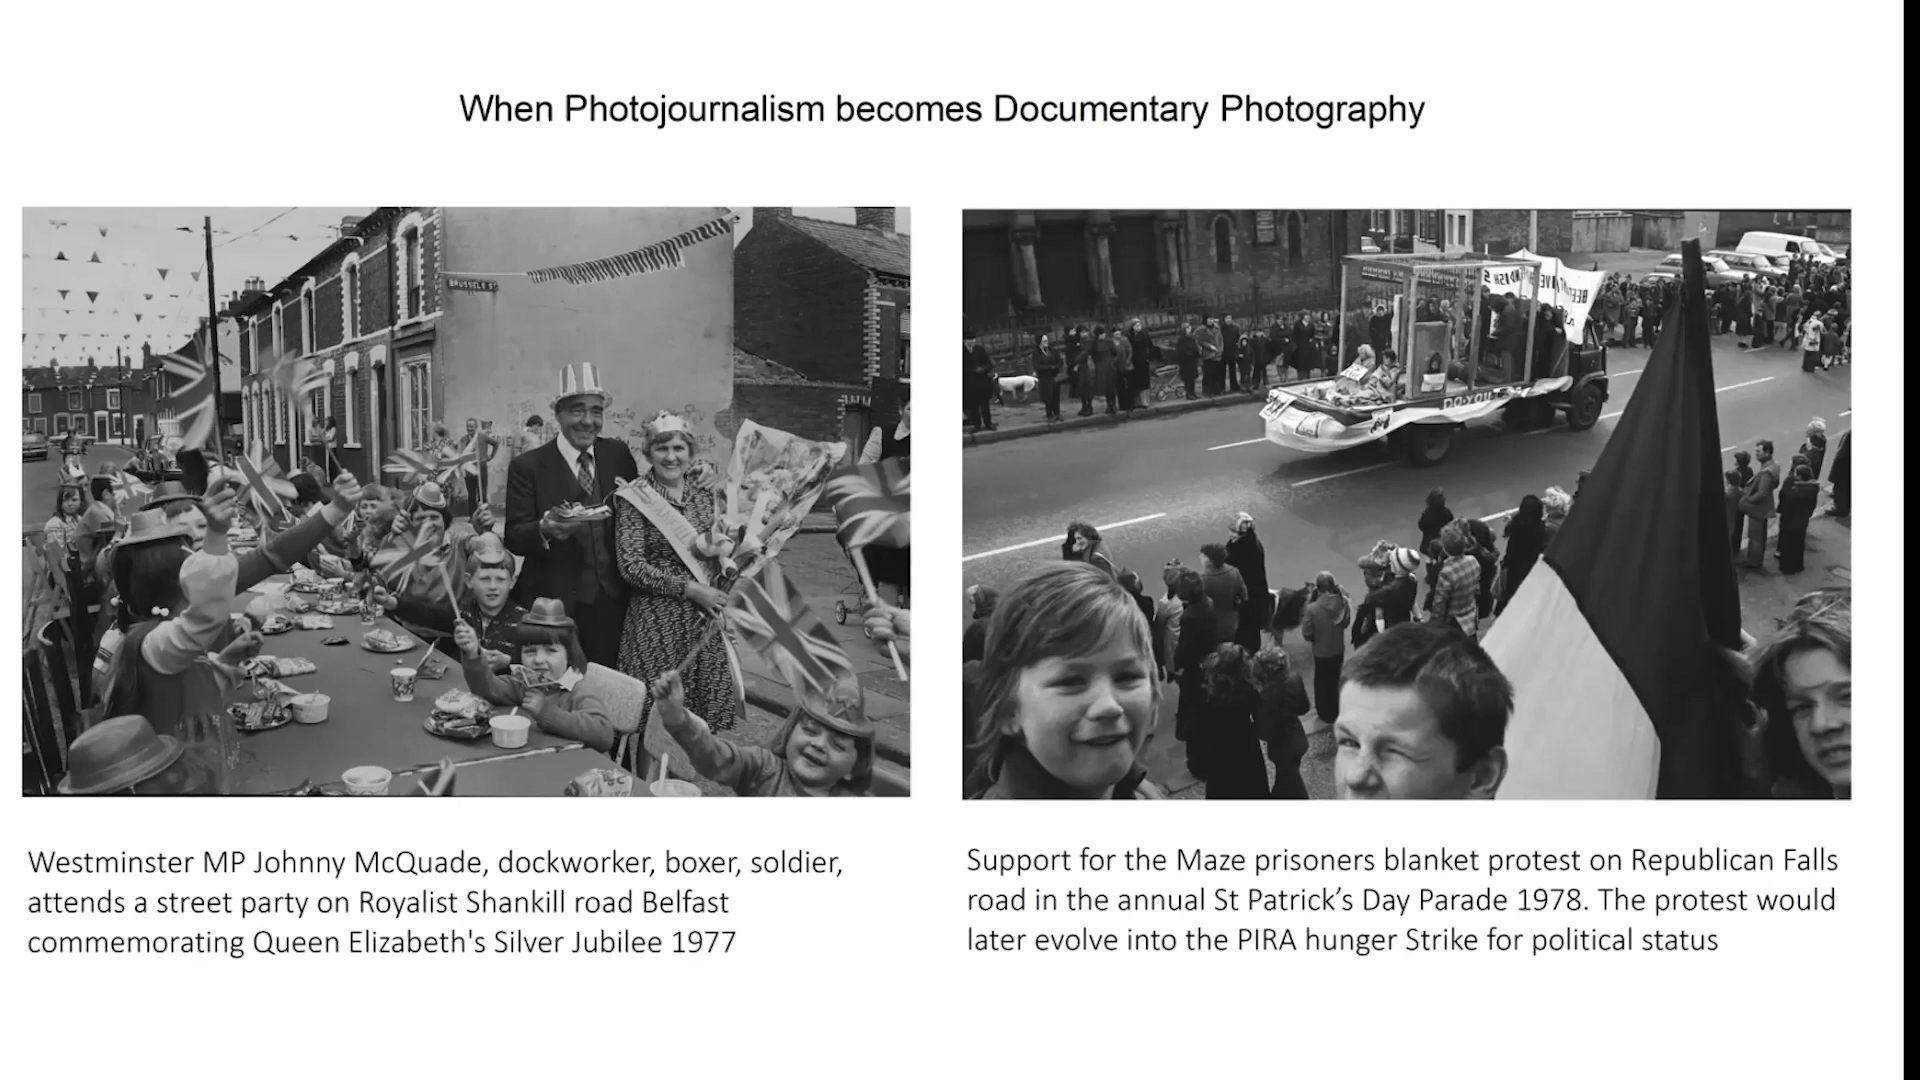 When Photojournalism becomes Documentary Photography
BRUSSELS ST
DO YOU
Westminster MP Johnny McQuade, dockworker, boxer, soldier,
attends a street party on Royalist Shankill road Belfast
commemorating Queen Elizabeth's Silver Jubilee 1977
Support for the Maze prisoners blanket protest on Republican Falls
road in the annual St Patrick’s Day Parade 1978. The protest would
later evolve into the PIRA hunger Strike for political status